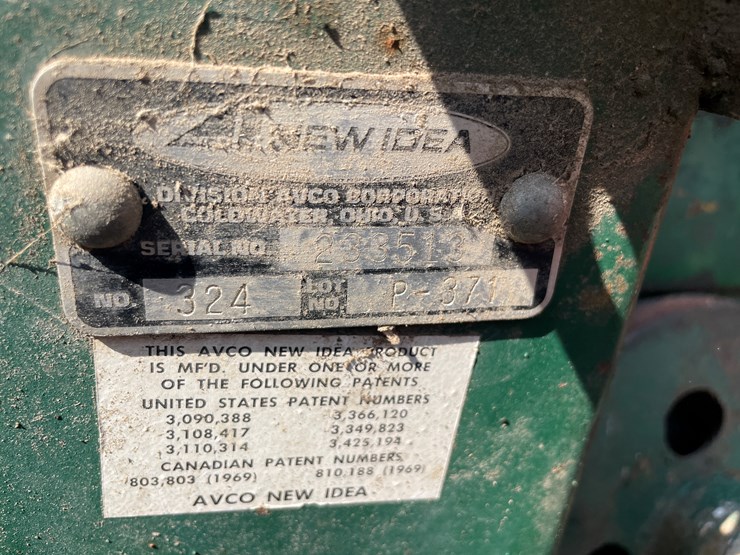 NEW IDEA
DIVISION AVCO CORPORATIO
COLDWATER, OHIO, U.S.A.
SERIAL NO. 233513
NO. 324 LOT NO. P-371
THIS AVCO NEW IDEA PRODUCT
IS MF'D. UNDER ONE OR MORE
OF THE FOLLOWING PATENTS
UNITED STATES PATENT NUMBERS
3,090,388 3,366,120
3,108,417 3,349,823
3,110,314 3,425,194
CANADIAN PATENT NUMBERS
803,803 (1969) 810,188 (1969)
AVCO NEW IDEA